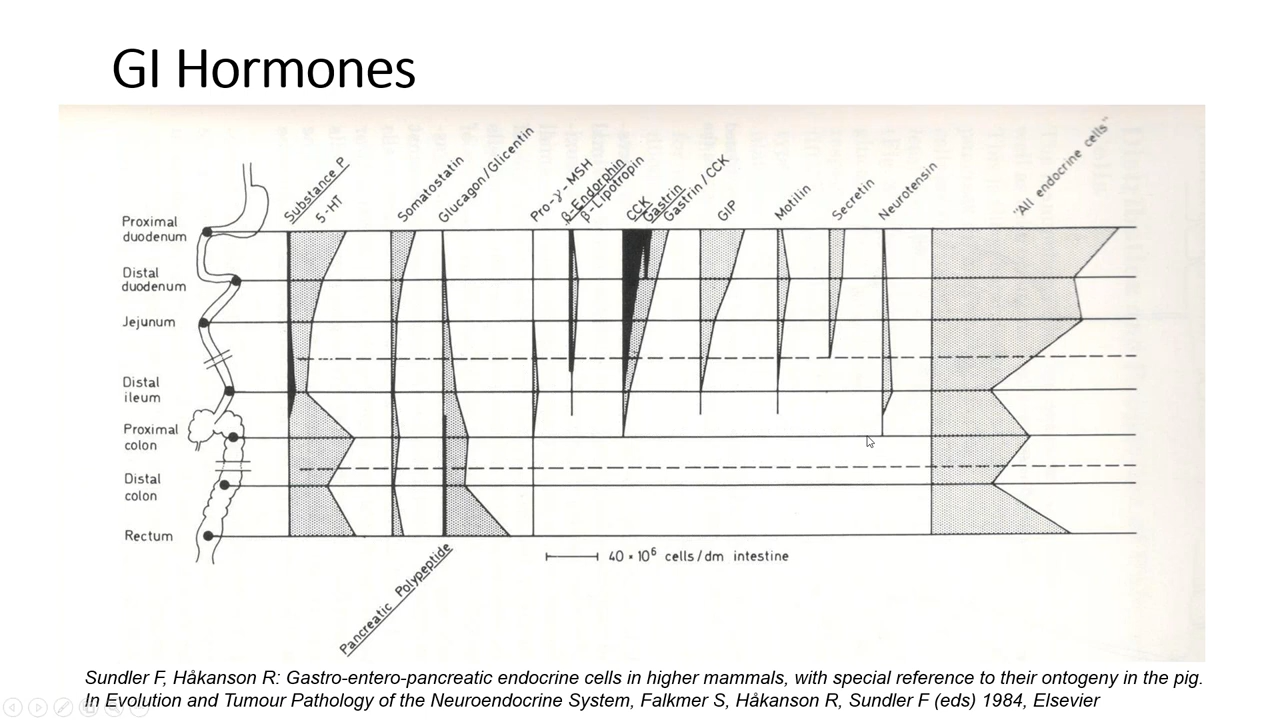 GI Hormones
Substance P
5-HT
Somatostatin
Glucagon/Glicentin
Pro-γ-MSH
β-Endorphin
β-Lipotropin
CCK
Gastrin
Gastrin/CCK
GIP
Motilin
Secretin
Neurotensin
"All endocrine cells"
Proximal
duodenum
Distal
duodenum
Jejunum
Distal
ileum
Proximal
colon
Distal
colon
Rectum
40 × 10⁶ cells/dm intestine
Pancreatic Polypeptide
Sundler F, Håkanson R: Gastro-entero-pancreatic endocrine cells in higher mammals, with special reference to their ontogeny in the pig.
In Evolution and Tumour Pathology of the Neuroendocrine System, Falkmer S, Håkanson R, Sundler F (eds) 1984, Elsevier